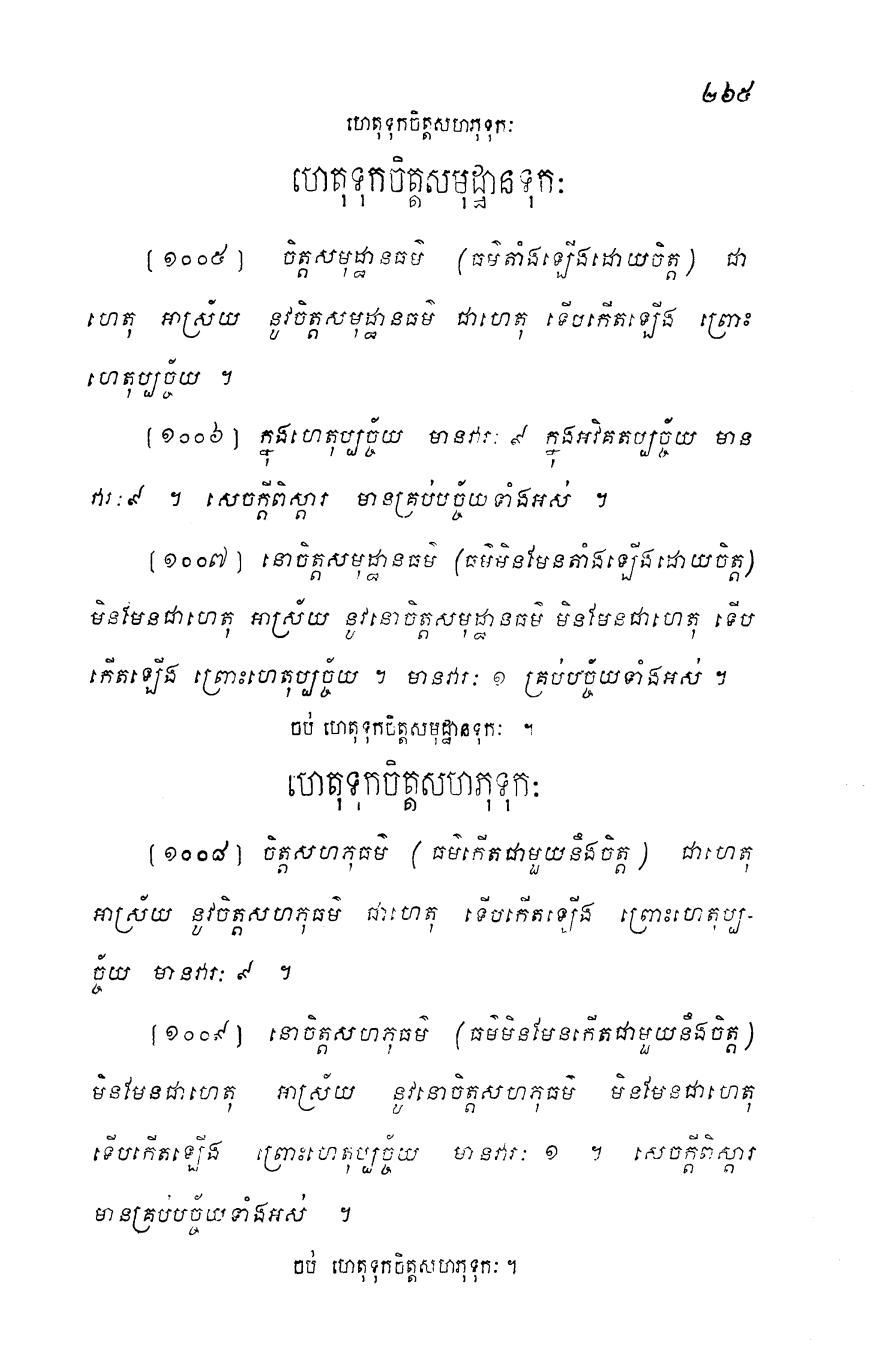 ២៦៥
ហេតុទុកចិត្តសហភុទុកៈ
ហេតុទុកចិត្តសមុដ្ឋានទុកៈ
[១០០៥] ចិត្តសមុដ្ឋានធម៌ (ធម៌តាំងឡើងដោយចិត្ត) ជា
ហេតុ អាស្រ័យ នូវចិត្តសមុដ្ឋានធម៌ ជាហេតុ ទើបកើតឡើង ព្រោះ
ហេតុប្បច្ច័យ ។
[១០០៦] ក្នុងហេតុប្បច្ច័យ មានវារៈ ៩ ក្នុងអវិគតប្បច្ច័យ មាន
វារៈ៩ ។ សេចក្តីពិស្តារ មានគ្រប់បច្ច័យទាំងអស់ ។
[១០០៧] នោចិត្តសមុដ្ឋានធម៌ (ធម៌មិនមែនតាំងឡើងដោយចិត្ត)
មិនមែនជាហេតុ អាស្រ័យ នូវនោចិត្តសមុដ្ឋានធម៌ មិនមែនជាហេតុ ទើប
កើតឡើង ព្រោះហេតុប្បច្ច័យ ។ មានវារៈ ១ គ្រប់បច្ច័យទាំងអស់ ។
ចប់ ហេតុទុកចិត្តសមុដ្ឋានទុកៈ ។
ហេតុទុកចិត្តសហភុទុកៈ
[១០០៨] ចិត្តសហភុធម៌ (ធម៌កើតជាមួយនឹងចិត្ត) ជាហេតុ
អាស្រ័យ នូវចិត្តសហភុធម៌ ជាហេតុ ទើបកើតឡើង ព្រោះហេតុប្ប-
ច្ច័យ មានវារៈ ៩ ។
[១០០៩] នោចិត្តសហភុធម៌ (ធម៌មិនមែនកើតជាមួយនឹងចិត្ត)
មិនមែនជាហេតុ អាស្រ័យ នូវនោចិត្តសហភុធម៌ មិនមែនជាហេតុ
ទើបកើតឡើង ព្រោះហេតុប្បច្ច័យ មានវារៈ ១ ។ សេចក្តីពិស្តារ
មានគ្រប់បច្ច័យទាំងអស់ ។
ចប់ ហេតុទុកចិត្តសហភុទុកៈ ។